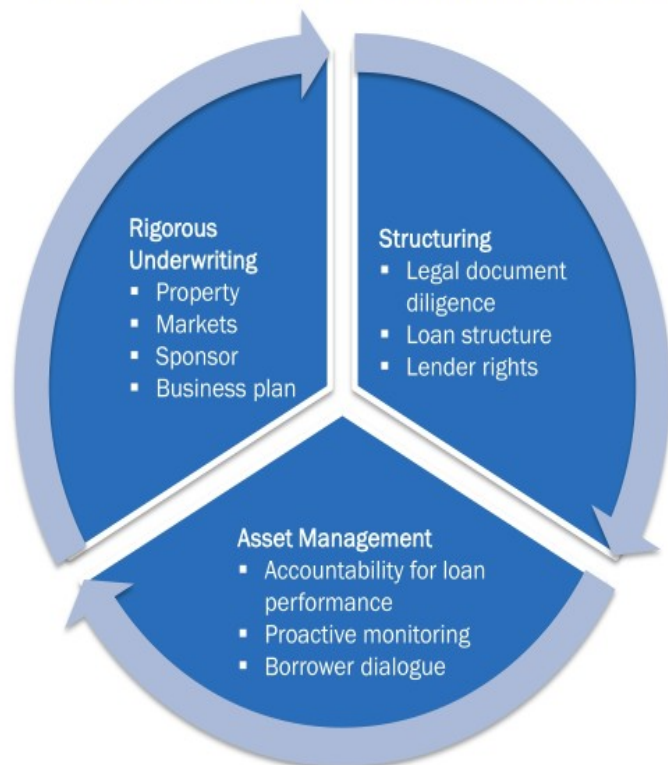 Rigorous
Underwriting
▪ Property
▪ Markets
▪ Sponsor
▪ Business plan
Structuring
▪ Legal document
diligence
▪ Loan structure
▪ Lender rights
Asset Management
▪ Accountability for loan
performance
▪ Proactive monitoring
▪ Borrower dialogue